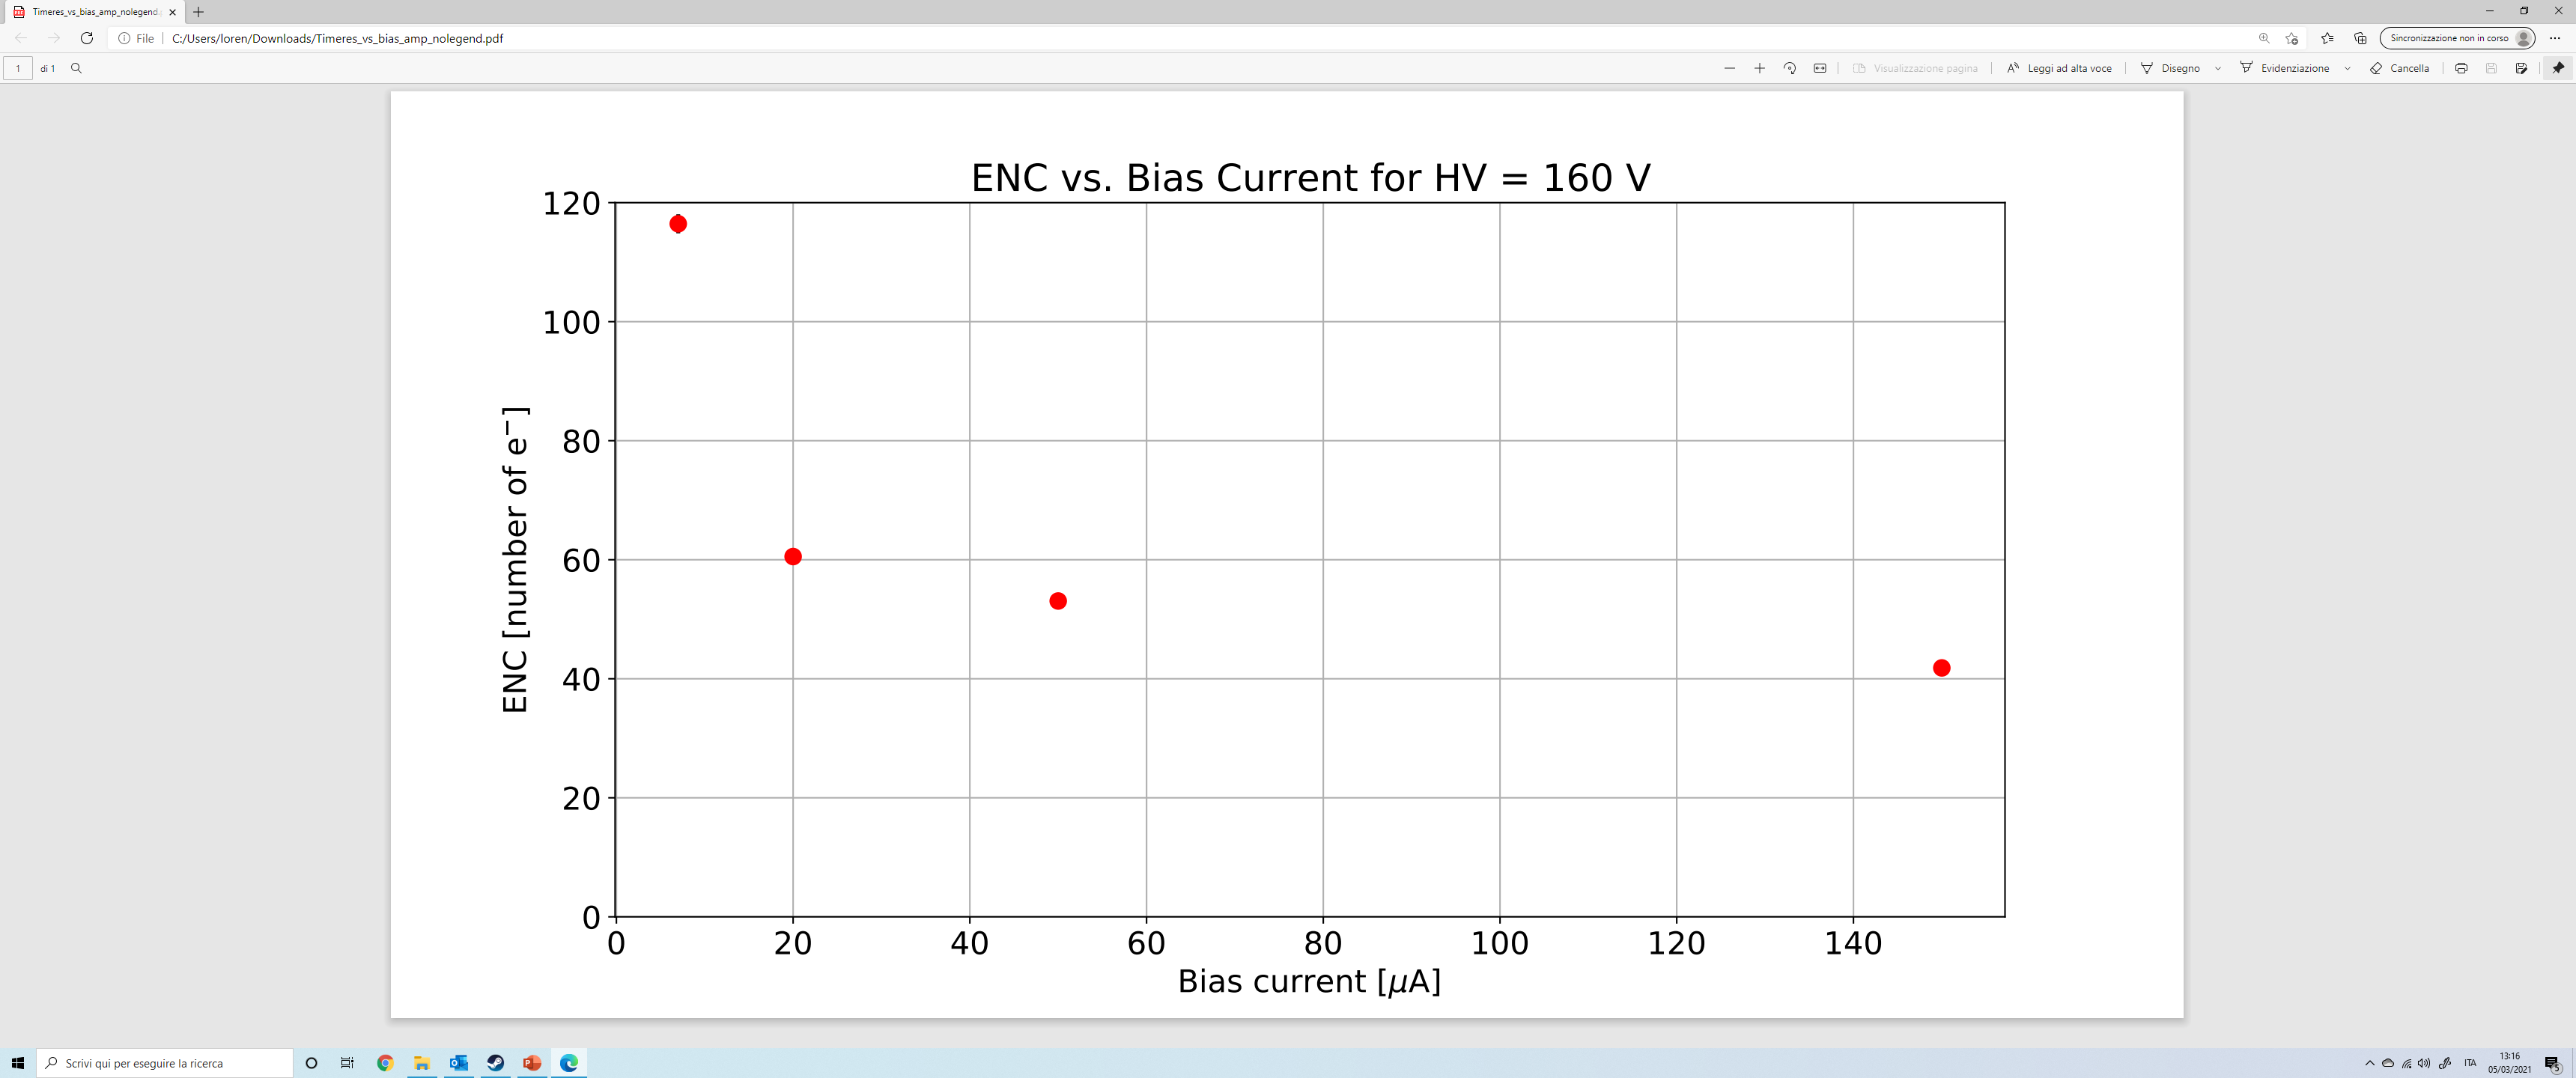 Timeres_vs_bias_amp_nolegend.
File
C:/Users/loren/Downloads/Timeres_vs_bias_amp_nolegend.pdf
Sincronizzazione non in corso
1 di 1
Visualizzazione pagina
Leggi ad alta voce
Disegno
Evidenziazione
Cancella
ENC vs. Bias Current for HV = 160 V
120
100
80
60
40
20
0
ENC [number of e⁻]
0 20 40 60 80 100 120 140
Bias current [μA]
Scrivi qui per eseguire la ricerca
ITA
13:16
05/03/2021
5